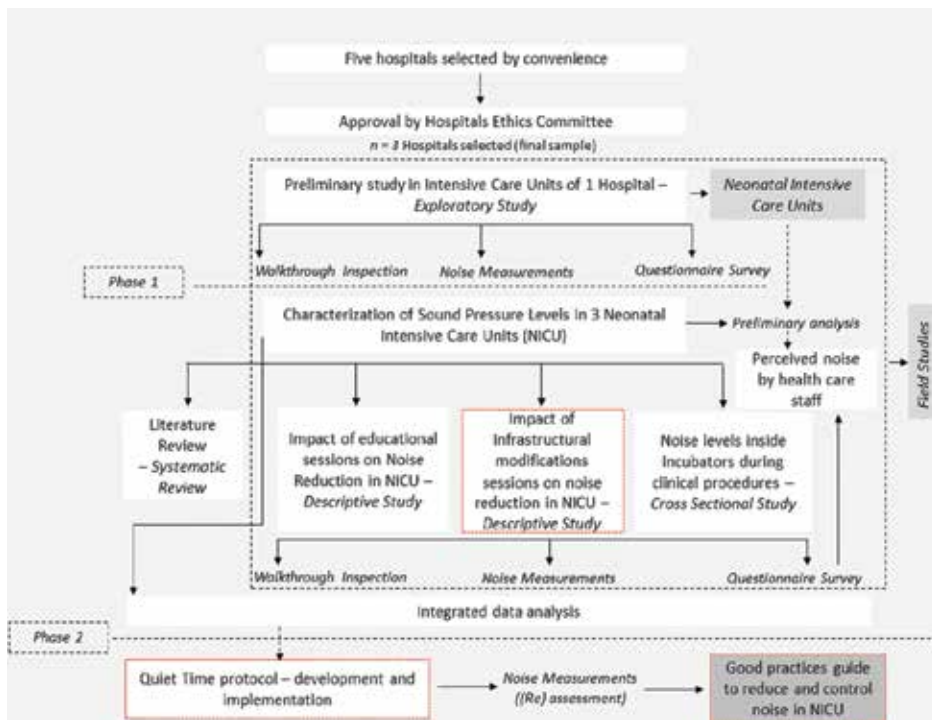 Five hospitals selected by convenience
Approval by Hospitals Ethics Committee
n = 3 Hospitals selected (final sample)
Preliminary study in Intensive Care Units of 1 Hospital –
Exploratory Study
Neonatal Intensive
Care Units
Walkthrough Inspection
Noise Measurements
Questionnaire Survey
Phase 1
Characterization of Sound Pressure Levels in 3 Neonatal
Intensive Care Units (NICU)
Preliminary analysis
Perceived noise
by health care
staff
Field Studies
Literature
Review
– Systematic
Review
Impact of educational
sessions on Noise
Reduction in NICU –
Descriptive Study
Impact of
Infrastructural
modifications
sessions on noise
reduction in NICU –
Descriptive Study
Noise levels inside
Incubators during
clinical procedures –
Cross Sectional Study
Walkthrough Inspection
Noise Measurements
Questionnaire Survey
Integrated data analysis
Phase 2
Quiet Time protocol – development and
implementation
Noise Measurements
((Re) assessment)
Good practices guide
to reduce and control
noise in NICU